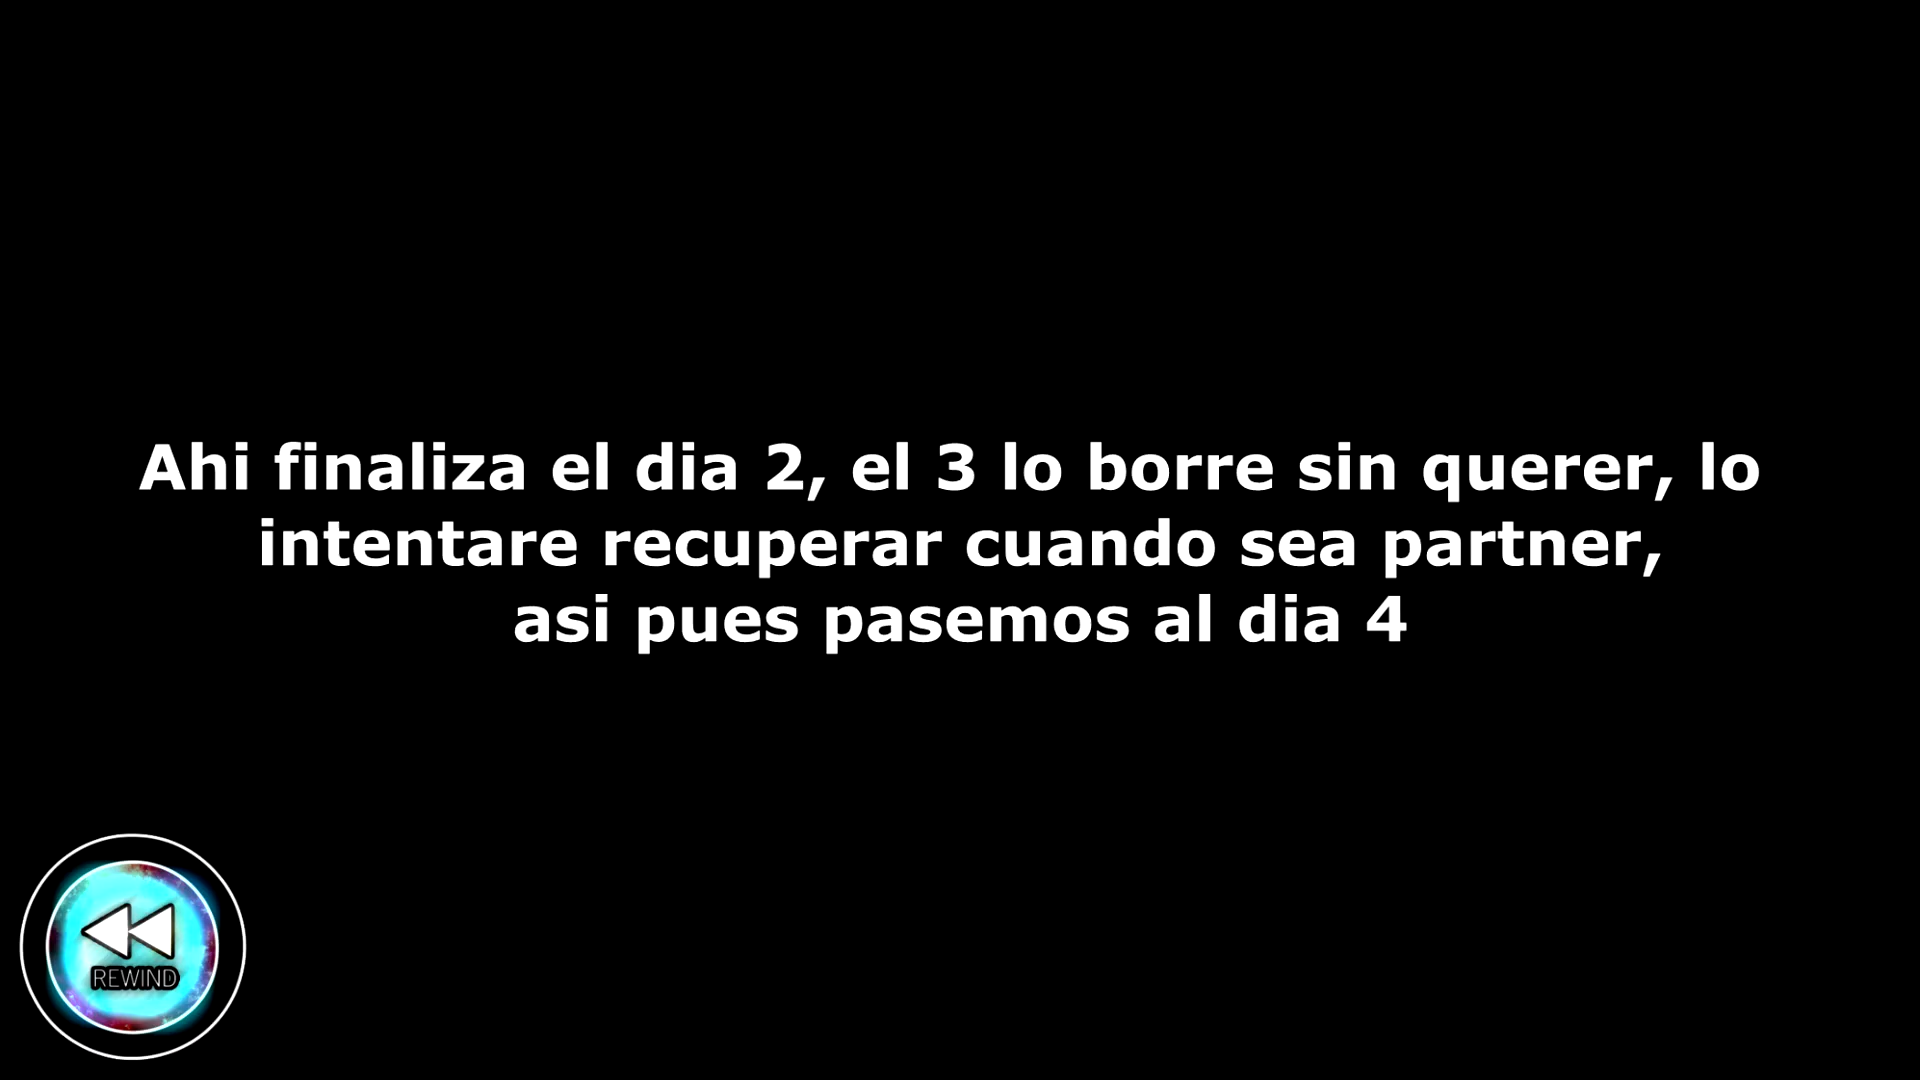 Ahi finaliza el dia 2, el 3 lo borre sin querer, lo
intentare recuperar cuando sea partner,
asi pues pasemos al dia 4
REWIND